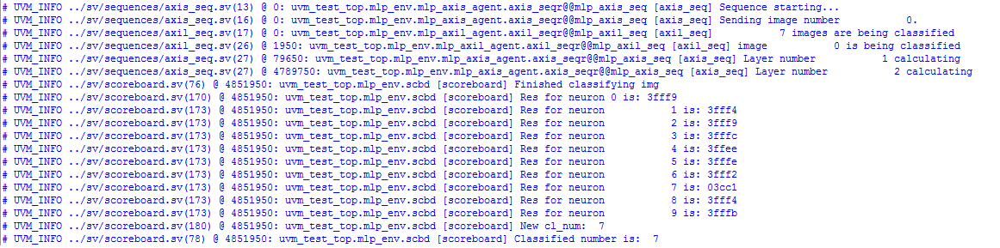 # UVM_INFO ../sv/sequences/axis_seq.sv(13) @ 0: uvm_test_top.mlp_env.mlp_axis_agent.axis_seqr@@mlp_axis_seq [axis_seq] Sequence starting...
# UVM_INFO ../sv/sequences/axis_seq.sv(16) @ 0: uvm_test_top.mlp_env.mlp_axis_agent.axis_seqr@@mlp_axis_seq [axis_seq] Sending image number 0.
# UVM_INFO ../sv/sequences/axil_seq.sv(17) @ 0: uvm_test_top.mlp_env.mlp_axil_agent.axil_seqr@@mlp_axil_seq [axil_seq] 7 images are being classified
# UVM_INFO ../sv/sequences/axil_seq.sv(26) @ 1950: uvm_test_top.mlp_env.mlp_axil_agent.axil_seqr@@mlp_axil_seq [axil_seq] image 0 is being classified
# UVM_INFO ../sv/sequences/axis_seq.sv(27) @ 79650: uvm_test_top.mlp_env.mlp_axis_agent.axis_seqr@@mlp_axis_seq [axis_seq] Layer number 1 calculating
# UVM_INFO ../sv/sequences/axis_seq.sv(27) @ 4789750: uvm_test_top.mlp_env.mlp_axis_agent.axis_seqr@@mlp_axis_seq [axis_seq] Layer number 2 calculating
# UVM_INFO ../sv/scoreboard.sv(76) @ 4851950: uvm_test_top.mlp_env.scbd [scoreboard] Finished classifying img
# UVM_INFO ../sv/scoreboard.sv(170) @ 4851950: uvm_test_top.mlp_env.scbd [scoreboard] Res for neuron 0 is: 3fff9
# UVM_INFO ../sv/scoreboard.sv(173) @ 4851950: uvm_test_top.mlp_env.scbd [scoreboard] Res for neuron 1 is: 3fff4
# UVM_INFO ../sv/scoreboard.sv(173) @ 4851950: uvm_test_top.mlp_env.scbd [scoreboard] Res for neuron 2 is: 3fff9
# UVM_INFO ../sv/scoreboard.sv(173) @ 4851950: uvm_test_top.mlp_env.scbd [scoreboard] Res for neuron 3 is: 3fffc
# UVM_INFO ../sv/scoreboard.sv(173) @ 4851950: uvm_test_top.mlp_env.scbd [scoreboard] Res for neuron 4 is: 3ffee
# UVM_INFO ../sv/scoreboard.sv(173) @ 4851950: uvm_test_top.mlp_env.scbd [scoreboard] Res for neuron 5 is: 3fffe
# UVM_INFO ../sv/scoreboard.sv(173) @ 4851950: uvm_test_top.mlp_env.scbd [scoreboard] Res for neuron 6 is: 3fff2
# UVM_INFO ../sv/scoreboard.sv(173) @ 4851950: uvm_test_top.mlp_env.scbd [scoreboard] Res for neuron 7 is: 03cc1
# UVM_INFO ../sv/scoreboard.sv(173) @ 4851950: uvm_test_top.mlp_env.scbd [scoreboard] Res for neuron 8 is: 3fff4
# UVM_INFO ../sv/scoreboard.sv(173) @ 4851950: uvm_test_top.mlp_env.scbd [scoreboard] Res for neuron 9 is: 3fffb
# UVM_INFO ../sv/scoreboard.sv(180) @ 4851950: uvm_test_top.mlp_env.scbd [scoreboard] New cl_num: 7
# UVM_INFO ../sv/scoreboard.sv(78) @ 4851950: uvm_test_top.mlp_env.scbd [scoreboard] Classified number is: 7